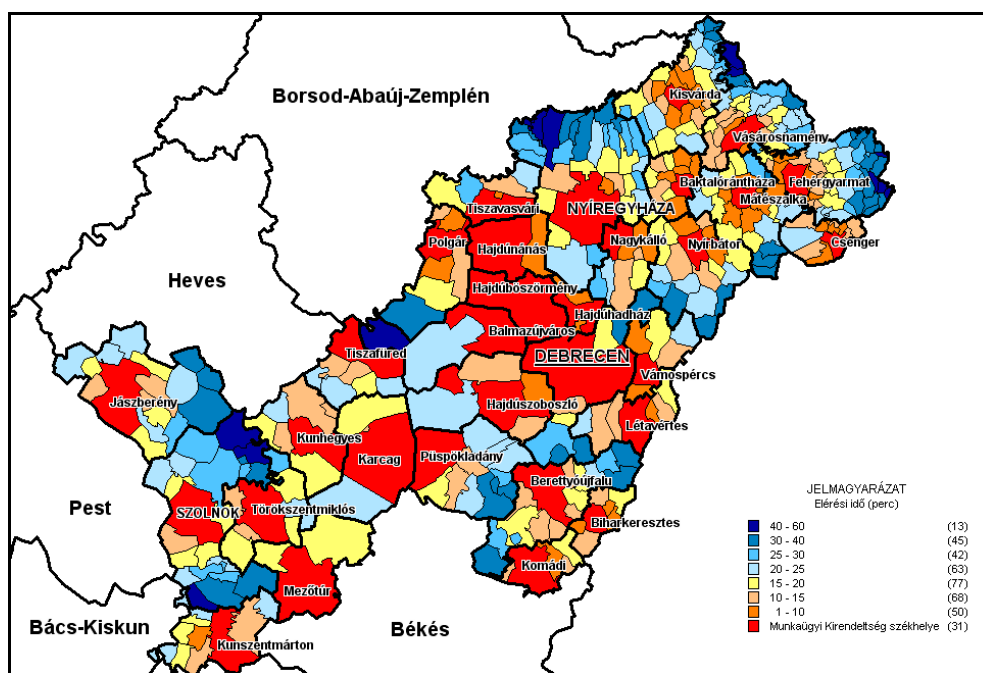 Borsod-Abaúj-Zemplén
Kisvárda
Vásárosnamény
Baktalórántháza
Fehérgyarmat
Mátészalka
Tiszavasvári
NYÍREGYHÁZA
Polgár
Hajdúnánás
Nagykálló
Nyírbátor
Csenger
Heves
Hajdúböszörmény
Hajdúhadház
Balmazújváros
Tiszafüred
DEBRECEN
Vámospércs
Jászberény
Hajdúszoboszló
Létavértes
Kunhegyes
Karcag
Püspökladány
Berettyóújfalu
Pest
SZOLNOK
Törökszentmiklós
Biharkeresztes
Komádi
Mezőtúr
Bács-Kiskun
Békés
Kunszentmárton
JELMAGYARÁZAT
Elérési idő (perc)
40 - 60 (13)
30 - 40 (45)
25 - 30 (42)
20 - 25 (63)
15 - 20 (77)
10 - 15 (68)
1 - 10 (50)
Munkaügyi Kirendeltség székhelye (31)